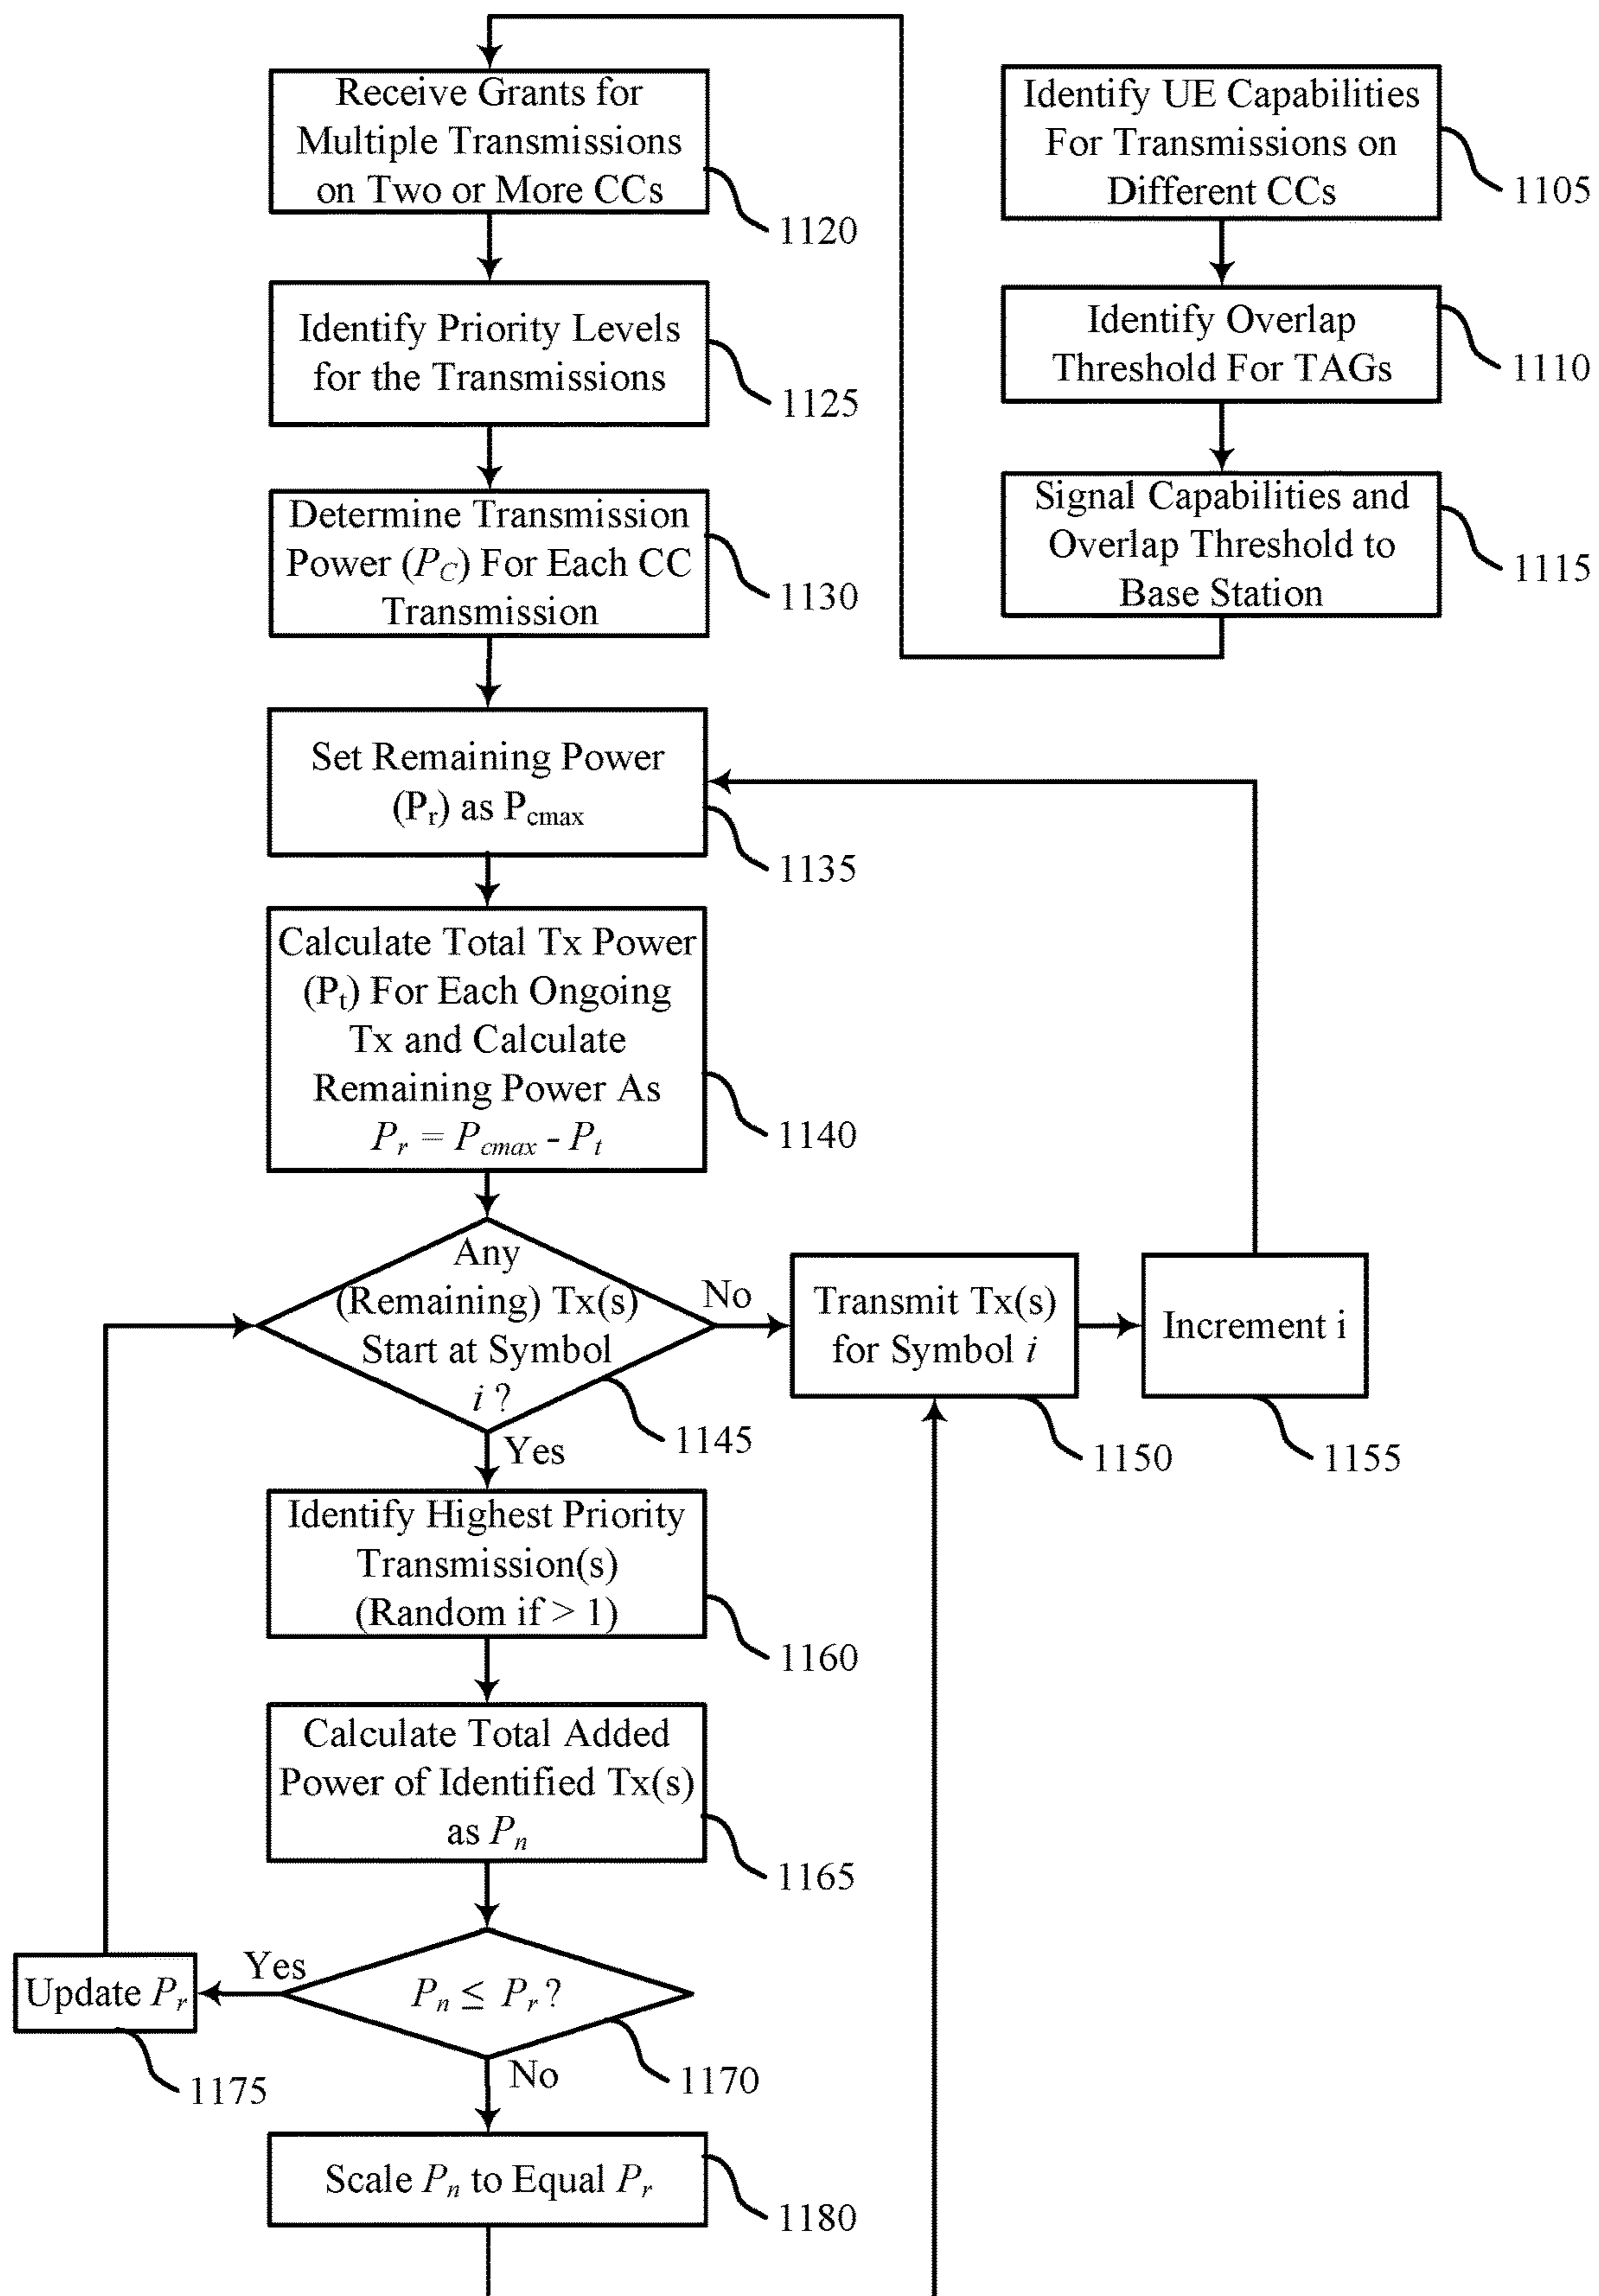 Identify UE Capabilities
For Transmissions on
Different CCs
1105
Identify Overlap
Threshold For TAGs
1110
Signal Capabilities and
Overlap Threshold to
Base Station
1115
Receive Grants for
Multiple Transmissions
on Two or More CCs
1120
Identify Priority Levels
for the Transmissions
1125
Determine Transmission
Power (P_C) For Each CC
Transmission
1130
Set Remaining Power
(P_r) as P_cmax
1135
Calculate Total Tx Power
(P_t) For Each Ongoing
Tx and Calculate
Remaining Power As
P_r = P_cmax - P_t
1140
Any
(Remaining) Tx(s)
Start at Symbol
i ?
1145
No
Transmit Tx(s)
for Symbol i
1150
Increment i
1155
Yes
Identify Highest Priority
Transmission(s)
(Random if > 1)
1160
Calculate Total Added
Power of Identified Tx(s)
as P_n
1165
P_n ≤ P_r ?
1170
Yes
Update P_r
1175
No
Scale P_n to Equal P_r
1180